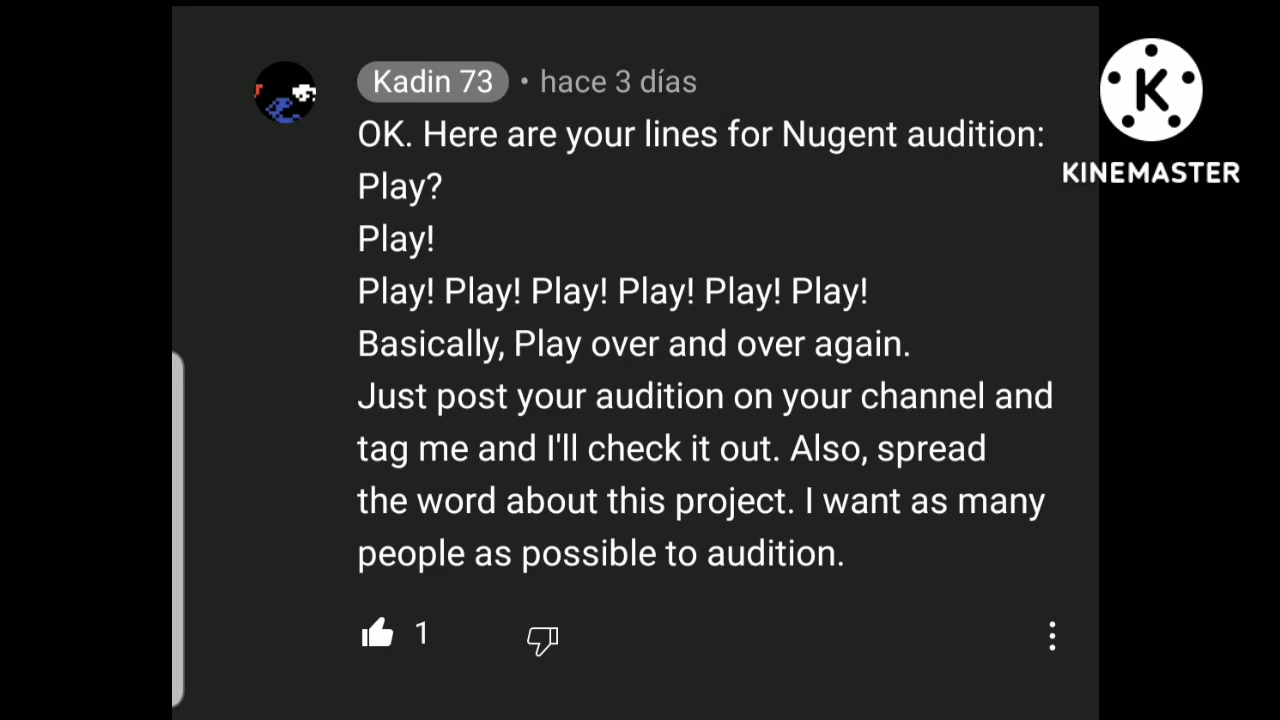 Kadin 73 • hace 3 días
OK. Here are your lines for Nugent audition:
Play?
Play!
Play! Play! Play! Play! Play! Play!
Basically, Play over and over again.
Just post your audition on your channel and
tag me and I'll check it out. Also, spread
the word about this project. I want as many
people as possible to audition.
1
K
KINEMASTER